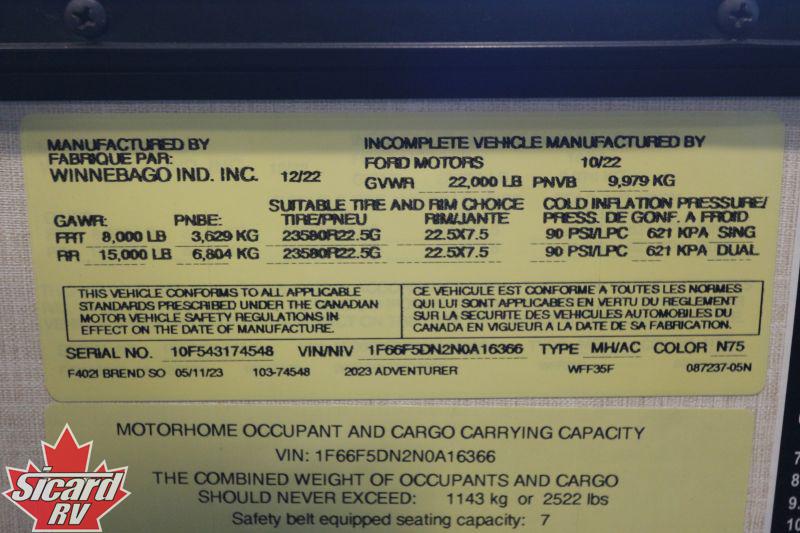 MANUFACTURED BY
FABRIQUE PAR:
WINNEBAGO IND. INC. 12/22
INCOMPLETE VEHICLE MANUFACTURED BY
FORD MOTORS 10/22
GVWR 22,000 LB PNVB 9,979 KG
SUITABLE TIRE AND RIM CHOICE COLD INFLATION PRESSURE/
GAWR: PNBE: TIRE/PNEU RIM/JANTE PRESS. DE GONF. A FROID
FRT 8,000 LB 3,629 KG 23580R22.5G 22.5X7.5 90 PSI/LPC 621 KPA SING
RR 15,000 LB 6,804 KG 23580R22.5G 22.5X7.5 90 PSI/LPC 621 KPA DUAL
THIS VEHICLE CONFORMS TO ALL APPLICABLE
STANDARDS PRESCRIBED UNDER THE CANADIAN
MOTOR VEHICLE SAFETY REGULATIONS IN
EFFECT ON THE DATE OF MANUFACTURE.
CE VEHICULE EST CONFORME A TOUTES LES NORMES
QUI LUI SONT APPLICABES EN VERTU DU REGLEMENT
SUR LA SECURITE DES VEHICULES AUTOMOBILES DU
CANADA EN VIGUEUR A LA DATE DE SA FABRICATION.
SERIAL NO. 10F543174548 VIN/NIV 1F66F5DN2N0A16366 TYPE MH/AC COLOR N75
F402I BREND SO 05/11/23 103-74548 2023 ADVENTURER WFF35F 087237-05N
MOTORHOME OCCUPANT AND CARGO CARRYING CAPACITY
VIN: 1F66F5DN2N0A16366
THE COMBINED WEIGHT OF OCCUPANTS AND CARGO
SHOULD NEVER EXCEED: 1143 kg or 2522 lbs
Safety belt equipped seating capacity: 7
Sicard
RV
7
8
9.
10